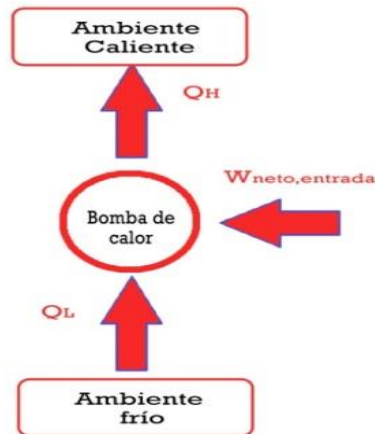 Ambiente
Caliente
QH
Wneto,entrada
Bomba de
calor
QL
Ambiente
frío